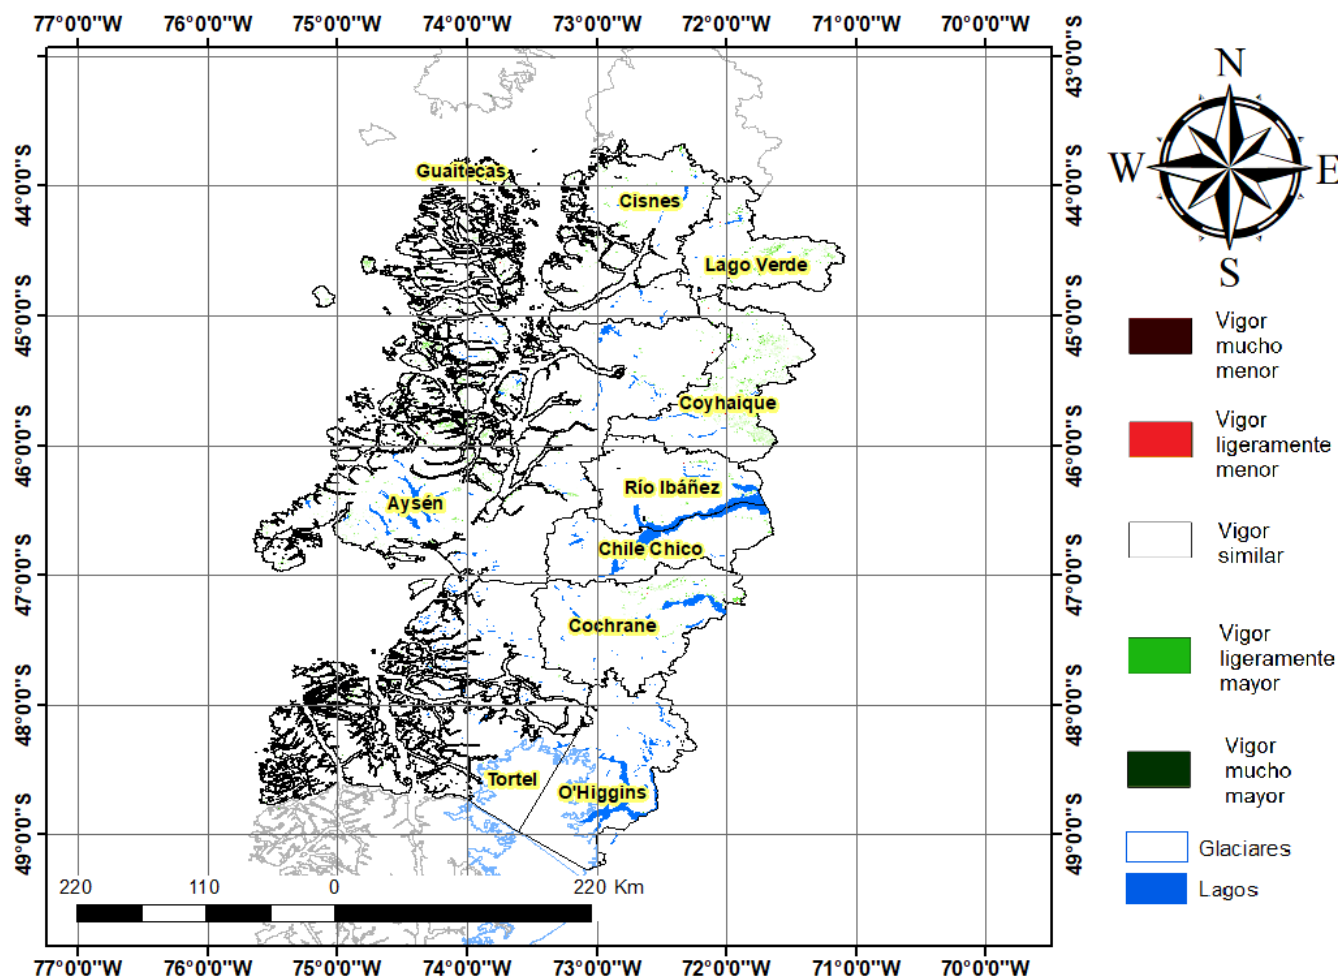 77°0'0"W 76°0'0"W 75°0'0"W 74°0'0"W 73°0'0"W 72°0'0"W 71°0'0"W 70°0'0"W
43°0'0"S
44°0'0"S 44°0'0"S
45°0'0"S 45°0'0"S
46°0'0"S 46°0'0"S
47°0'0"S 47°0'0"S
48°0'0"S 48°0'0"S
49°0'0"S 49°0'0"S
Guaitecas
Cisnes
Lago Verde
Coyhaique
Río Ibáñez
Aysén
Chile Chico
Cochrane
Tortel
O'Higgins
220 110 0 220 Km
77°0'0"W 76°0'0"W 75°0'0"W 74°0'0"W 73°0'0"W 72°0'0"W 71°0'0"W 70°0'0"W
N
W E
S
Vigor
mucho
menor
Vigor
ligeramente
menor
Vigor
similar
Vigor
ligeramente
mayor
Vigor
mucho
mayor
Glaciares
Lagos